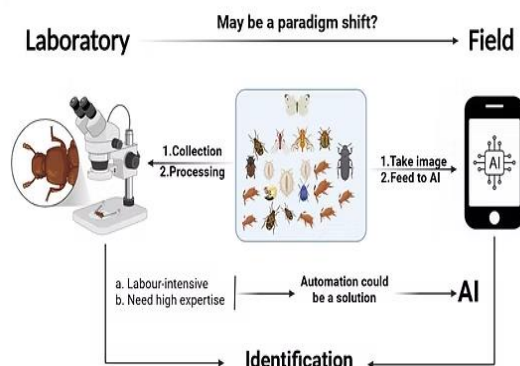 May be a paradigm shift?
Laboratory
Field
1.Collection
2.Processing
1.Take image
2.Feed to AI
AI
a. Labour-intensive
b. Need high expertise
Automation could
be a solution
AI
Identification